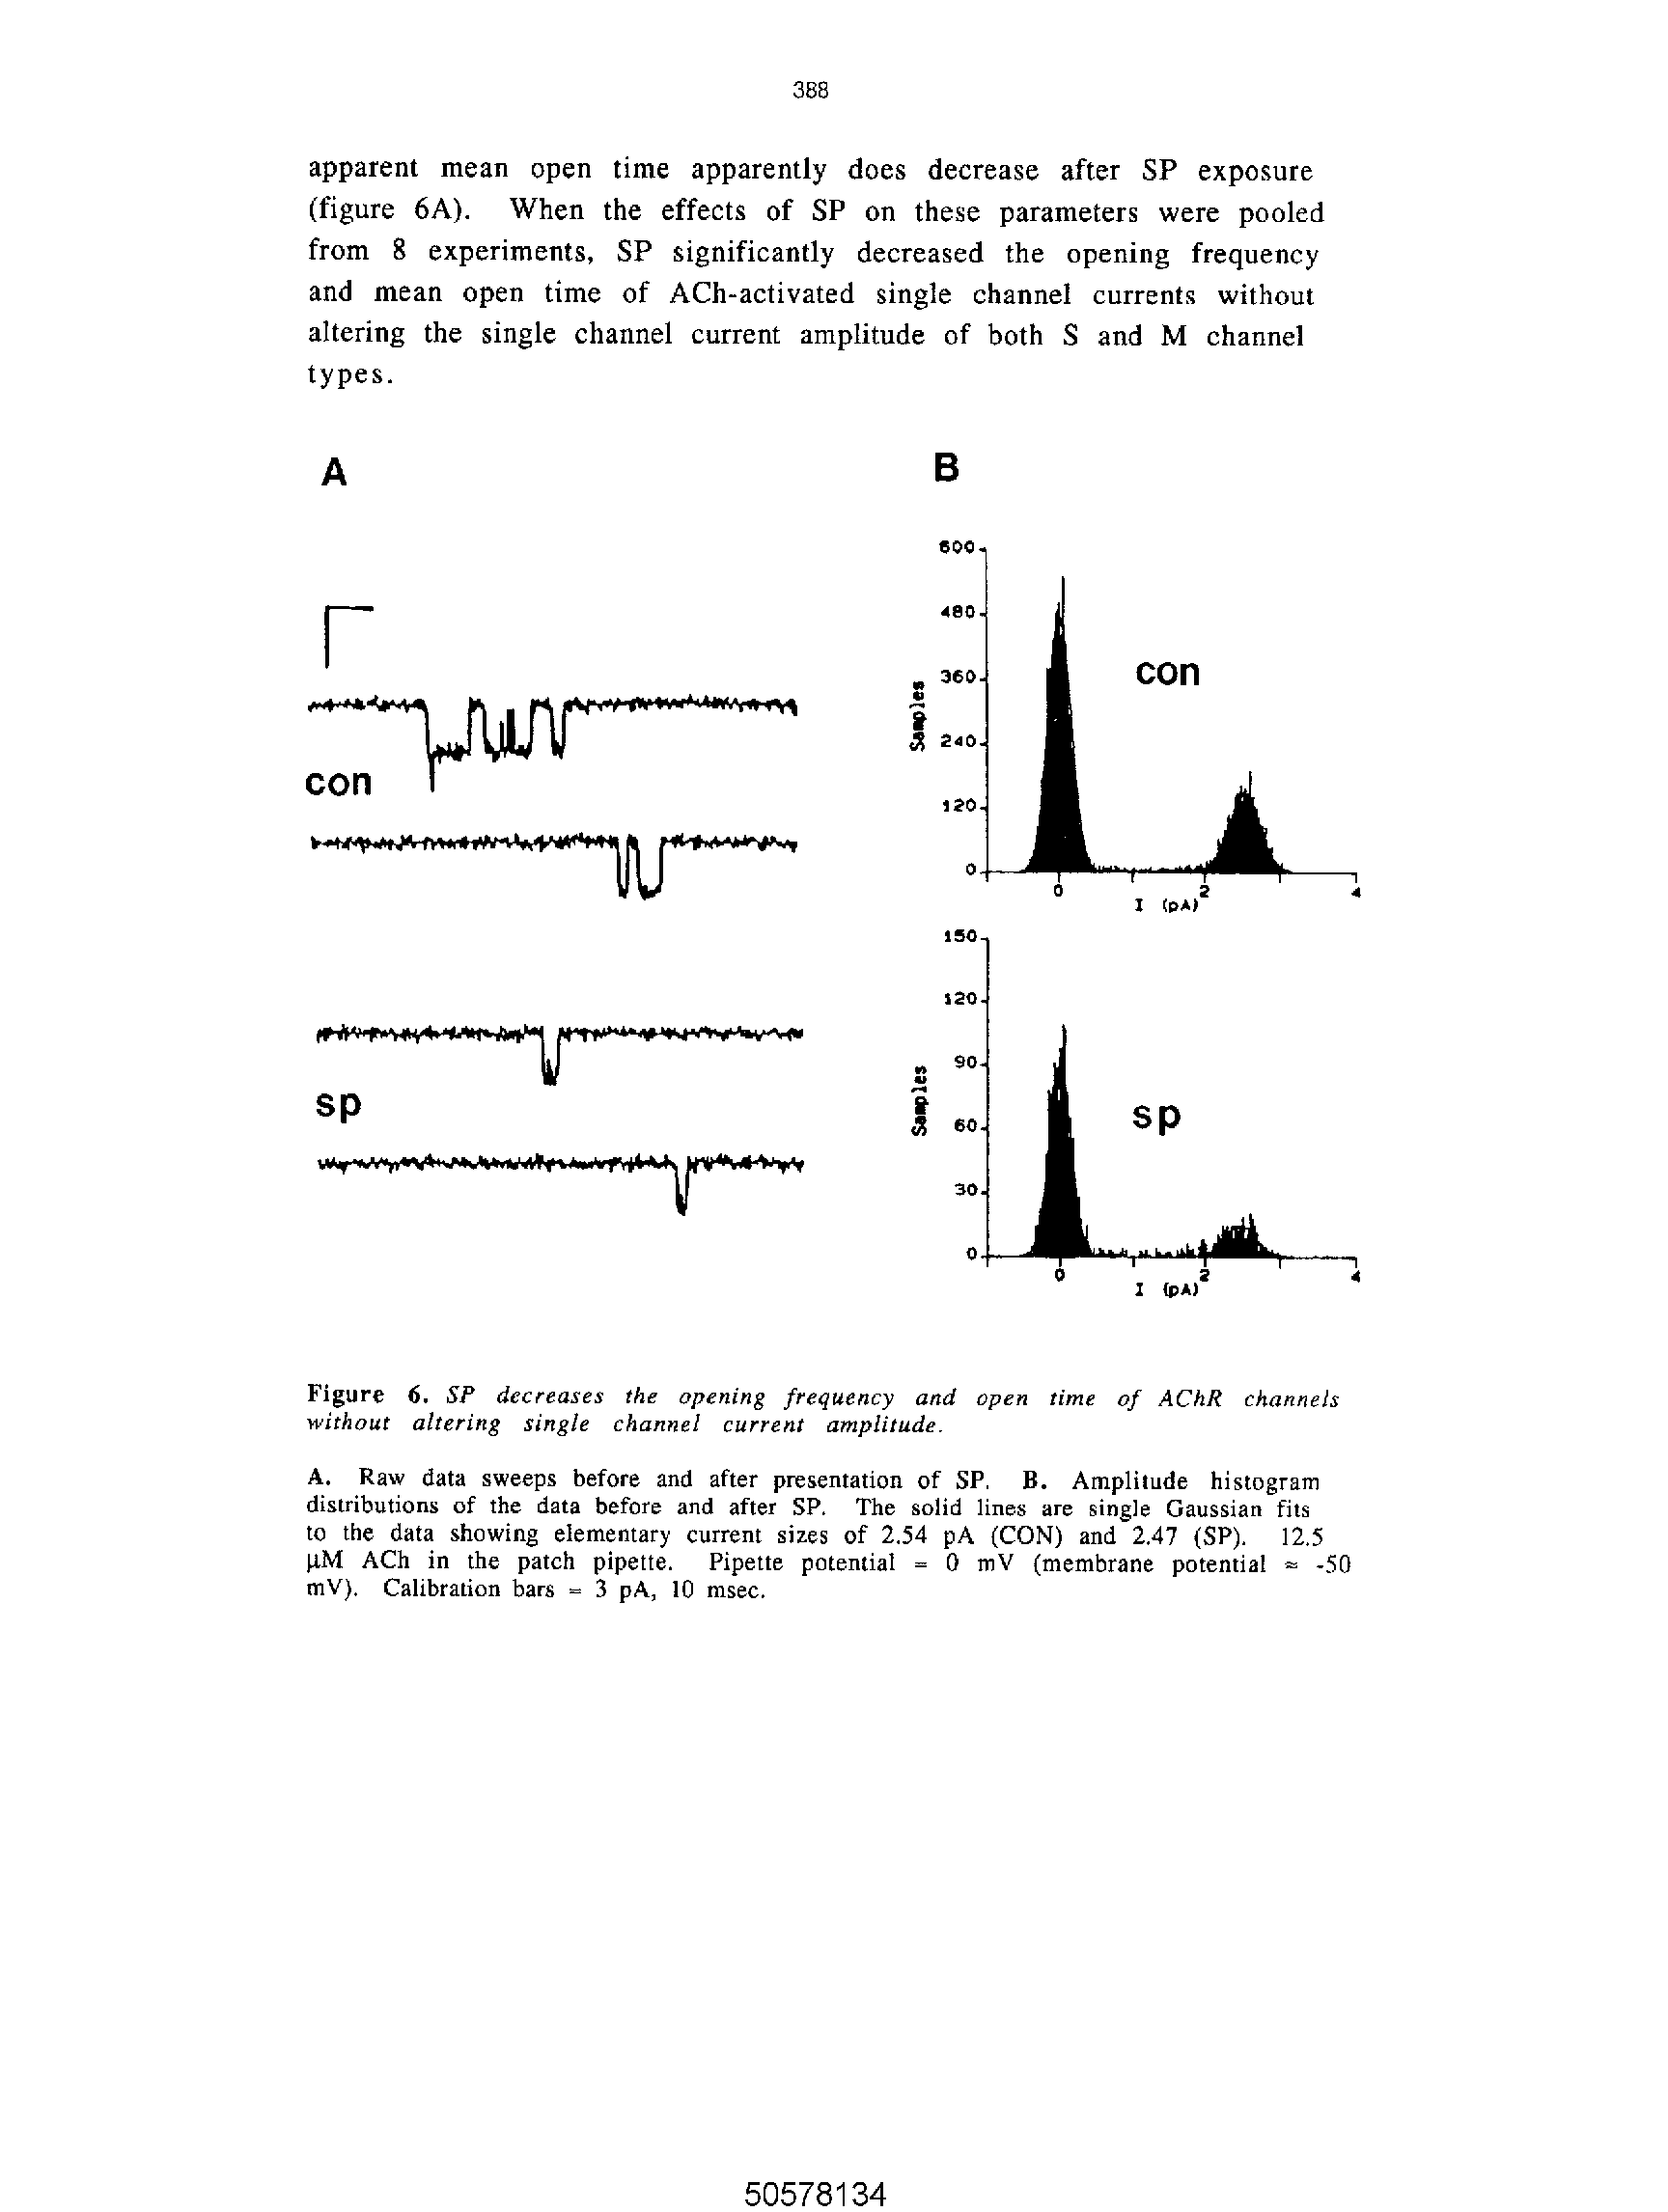 388
apparent mean open time apparently does decrease after SP exposure
(figure 6A). When the effects of SP on these parameters were pooled
from 8 experiments, SP significantly decreased the opening frequency
and mean open time of ACh-activated single channel currents without
altering the single channel current amplitude of both S and M channel
types.
A
con
sp
B
600
480
360
240
120
0
Samples
con
0
2
4
I (pA)
150
120
90
60
30
0
Samples
sp
0
2
4
I (pA)
Figure 6. SP decreases the opening frequency and open time of AChR channels
without altering single channel current amplitude.
A. Raw data sweeps before and after presentation of SP. B. Amplitude histogram
distributions of the data before and after SP. The solid lines are single Gaussian fits
to the data showing elementary current sizes of 2.54 pA (CON) and 2.47 (SP). 12.5
μM ACh in the patch pipette. Pipette potential = 0 mV (membrane potential ≈ -50
mV). Calibration bars = 3 pA, 10 msec.
50578134